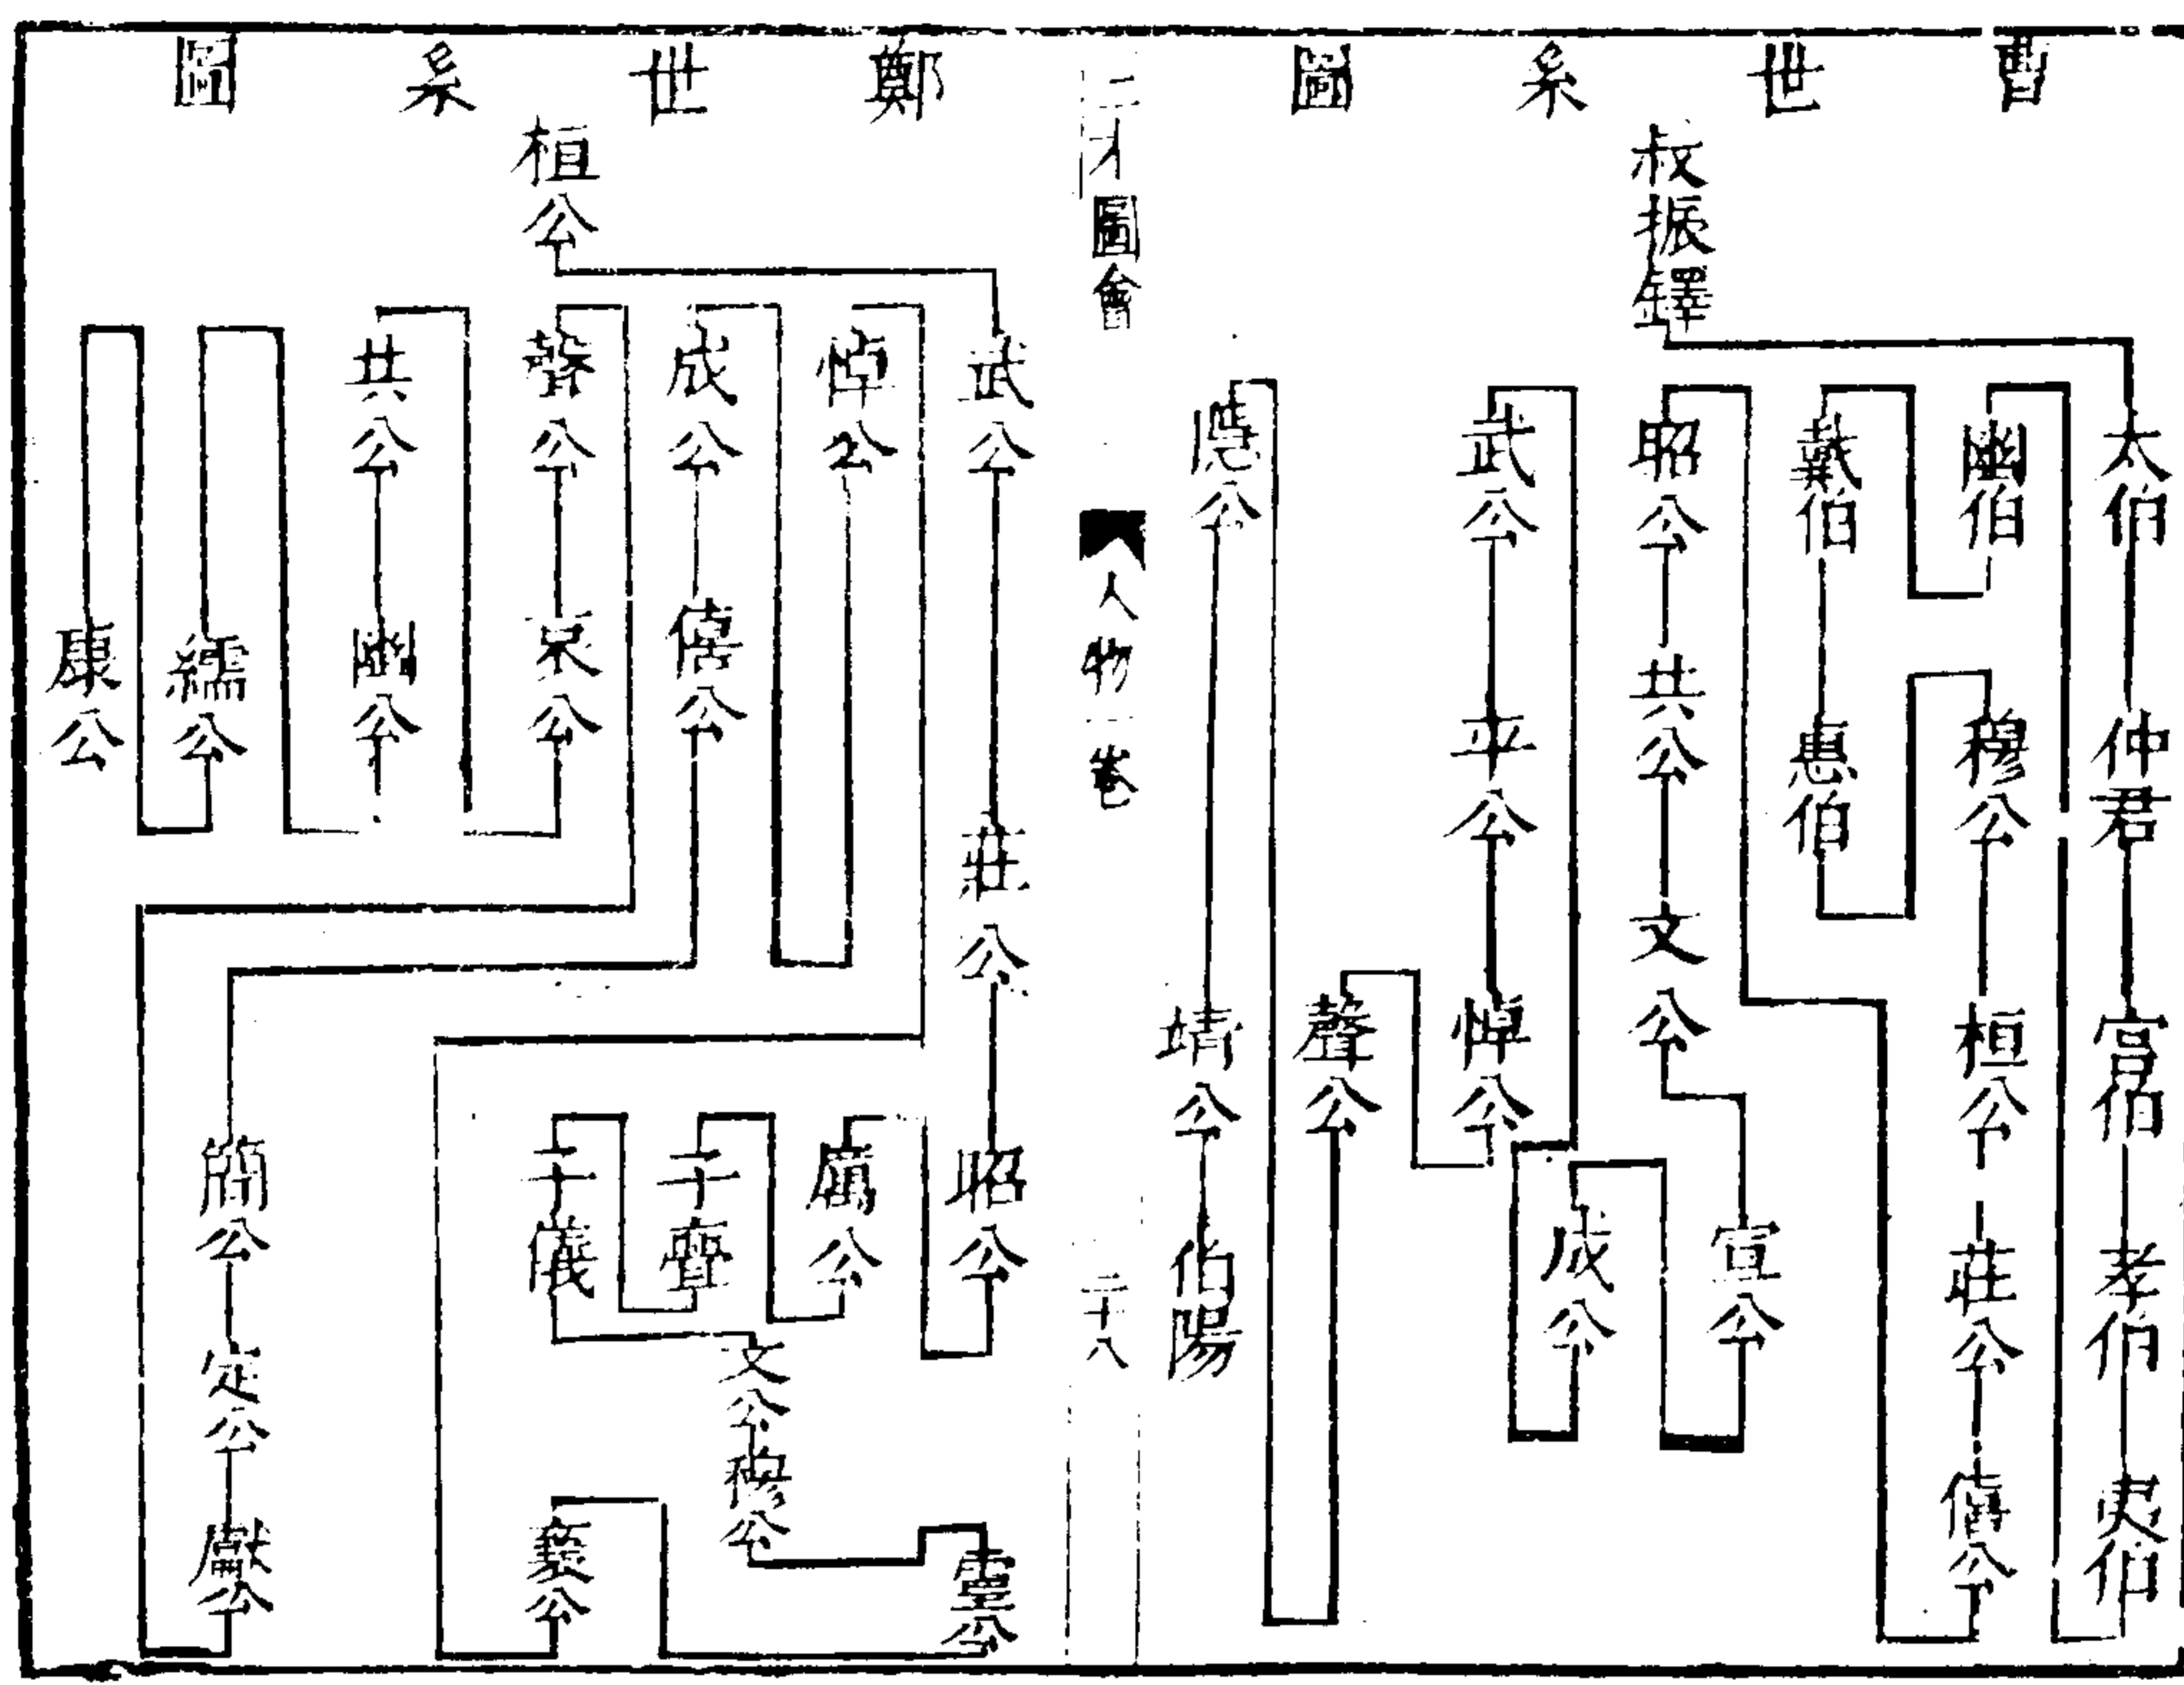 曹世系圖
叔振鐸
太伯
仲君
宮伯
孝伯
夷伯
幽伯
穆公
桓公
莊公
僖公
戴伯
惠伯
昭公
共公
文公
宣公
成公
武公
平公
悼公
聲公
隱公
靖公
伯陽
圖會
人物一卷
二十八
鄭世系圖
桓公
武公
莊公
昭公
厲公
子亹
子儀
文公
穆公
靈公
襄公
悼公
成公
僖公
簡公
定公
獻公
聲公
哀公
共公
幽公
繻公
康公